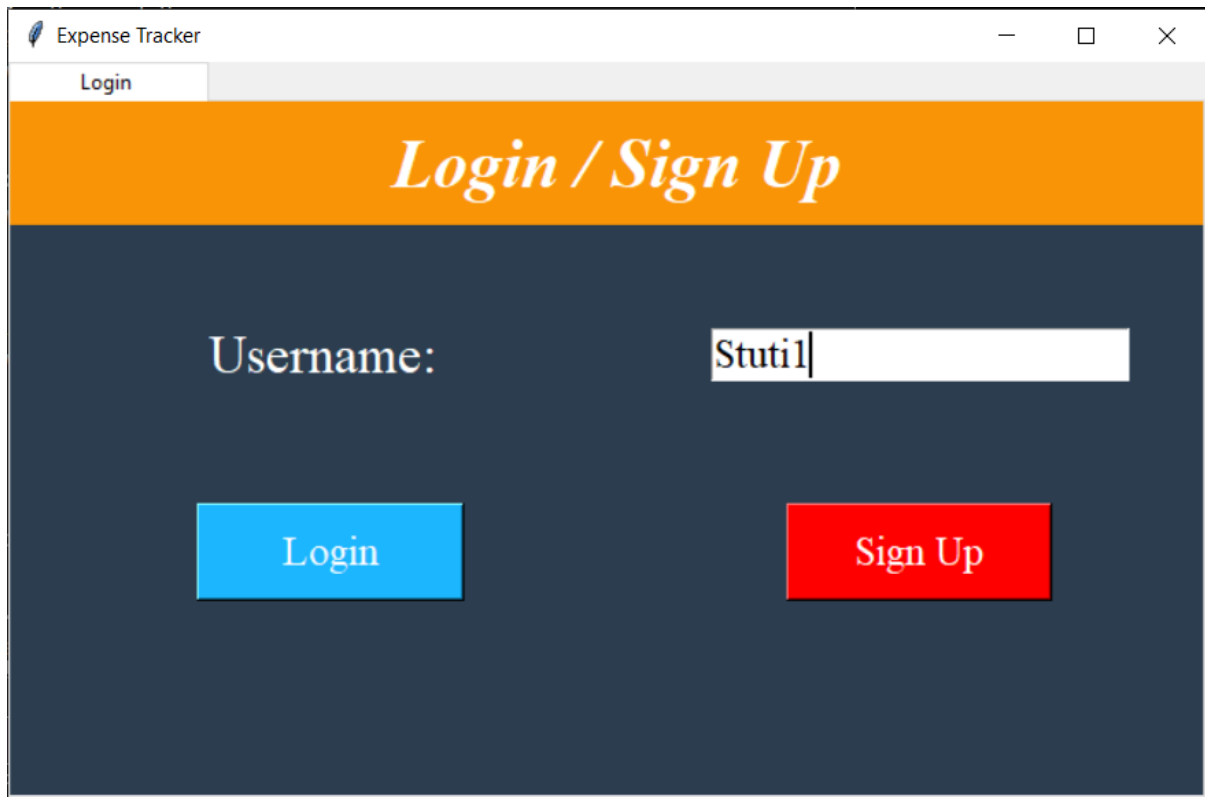 Expense Tracker
Login
Login / Sign Up
Username: Stuti1
Login Sign Up